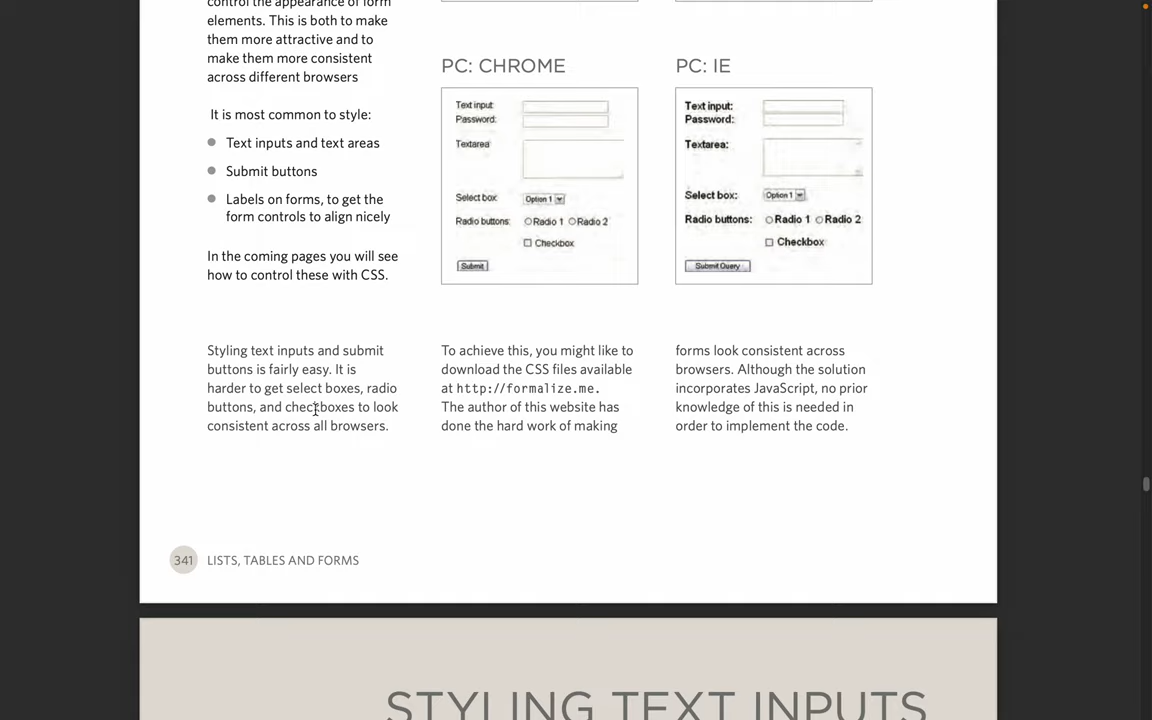 control the appearance of form
elements. This is both to make
them more attractive and to
make them more consistent
across different browsers
It is most common to style:
Text inputs and text areas
Submit buttons
Labels on forms, to get the
form controls to align nicely
In the coming pages you will see
how to control these with CSS.
PC: CHROME
Text input:
Password:
Textarea:
Select box:
Option 1
Radio buttons:
Radio 1
Radio 2
Checkbox
Submit
PC: IE
Text input:
Password:
Textarea:
Select box:
Option 1
Radio buttons:
Radio 1
Radio 2
Checkbox
Submit Query
Styling text inputs and submit
buttons is fairly easy. It is
harder to get select boxes, radio
buttons, and checkboxes to look
consistent across all browsers.
To achieve this, you might like to
download the CSS files available
at http://formalize.me.
The author of this website has
done the hard work of making
forms look consistent across
browsers. Although the solution
incorporates JavaScript, no prior
knowledge of this is needed in
order to implement the code.
341
LISTS, TABLES AND FORMS
STYLING TEXT INPUTS